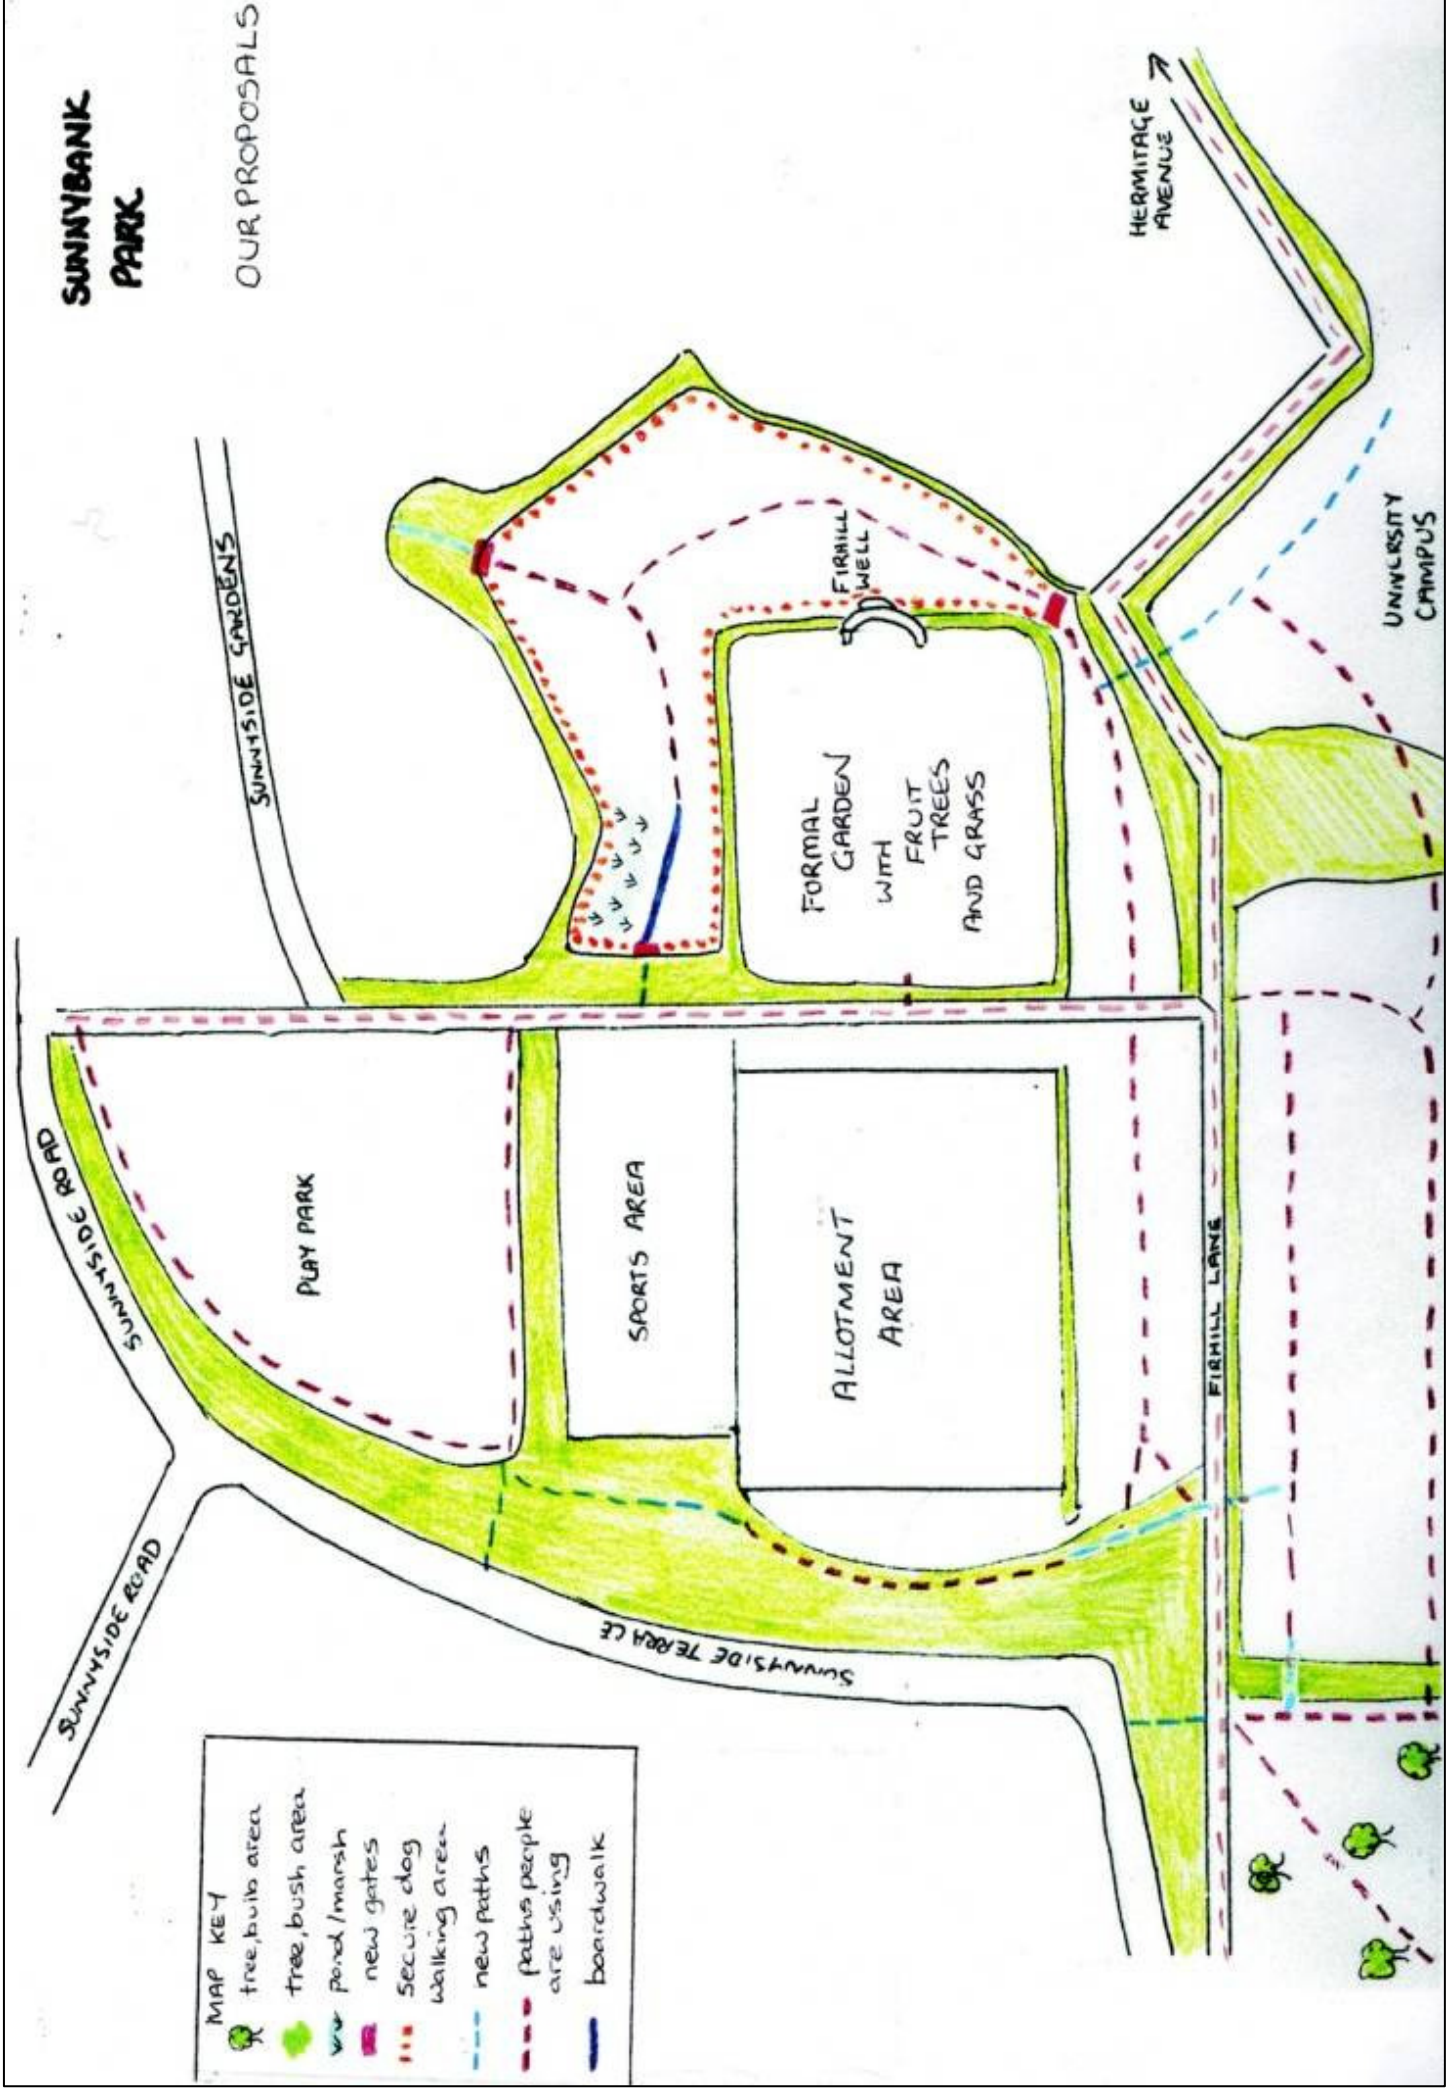 SUNNYBANK
PARK
OUR PROPOSALS
SUNNYSIDE ROAD
SUNNYSIDE ROAD
SUNNYSIDE GARDENS
SUNNYSIDE TERRACE
PLAY PARK
SPORTS AREA
ALLOTMENT
AREA
FORMAL
GARDEN
WITH
FRUIT
TREES
AND GRASS
FIRHILL
WELL
HERMITAGE
AVENUE
FIRHILL LANE
UNIVERSITY
CAMPUS
MAP KEY
tree, bulb area
tree, bush area
pond/marsh
new gates
secure dog
walking area
new paths
paths people
are using
boardwalk